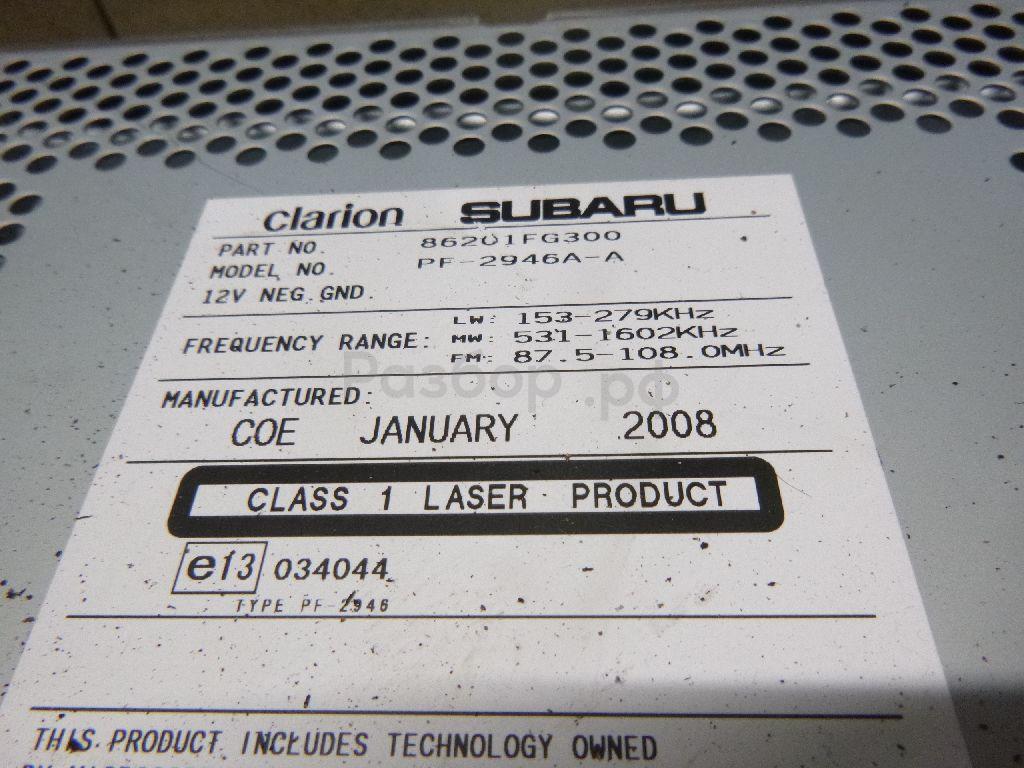 clarion SUBARU
PART NO. 86201FG300
MODEL NO. PF-2946A-A
12V NEG.GND.
FREQUENCY RANGE: LW: 153-279KHz
MW: 531-1602KHz
FM: 87.5-108.0MHz
Разбор.рф
MANUFACTURED:
COE JANUARY 2008
CLASS 1 LASER PRODUCT
e13 034044
TYPE PF-2946
THIS PRODUCT INCLUDES TECHNOLOGY OWNED